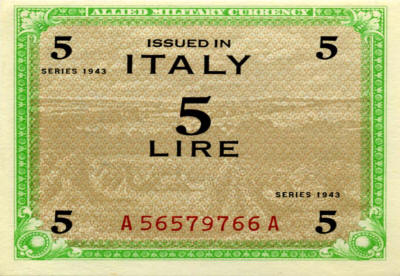 ALLIED MILITARY CURRENCY
5 ISSUED IN 5
SERIES 1943 ITALY
5
LIRE
SERIES 1943
5 A 56579766 A 5